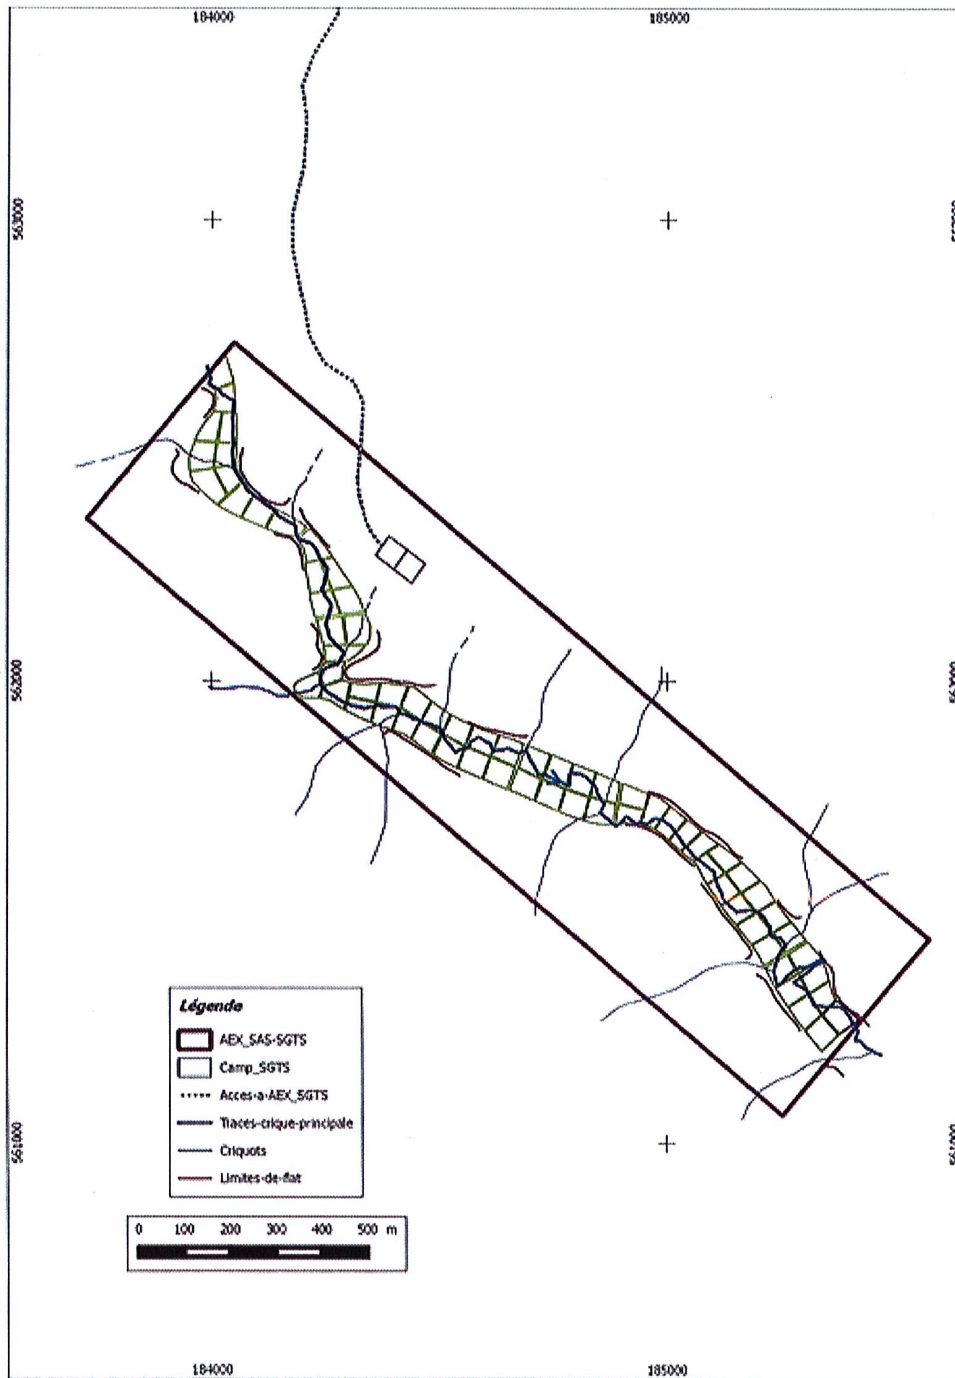 184000 185000
563000
562000
561000
Légende
AEX_SAS-SGTS
Camp_SGTS
Acces-a-AEX_SGTS
Traces-crique-principale
Criquots
Limites-de-flat
0 100 200 300 400 500 m
184000 185000